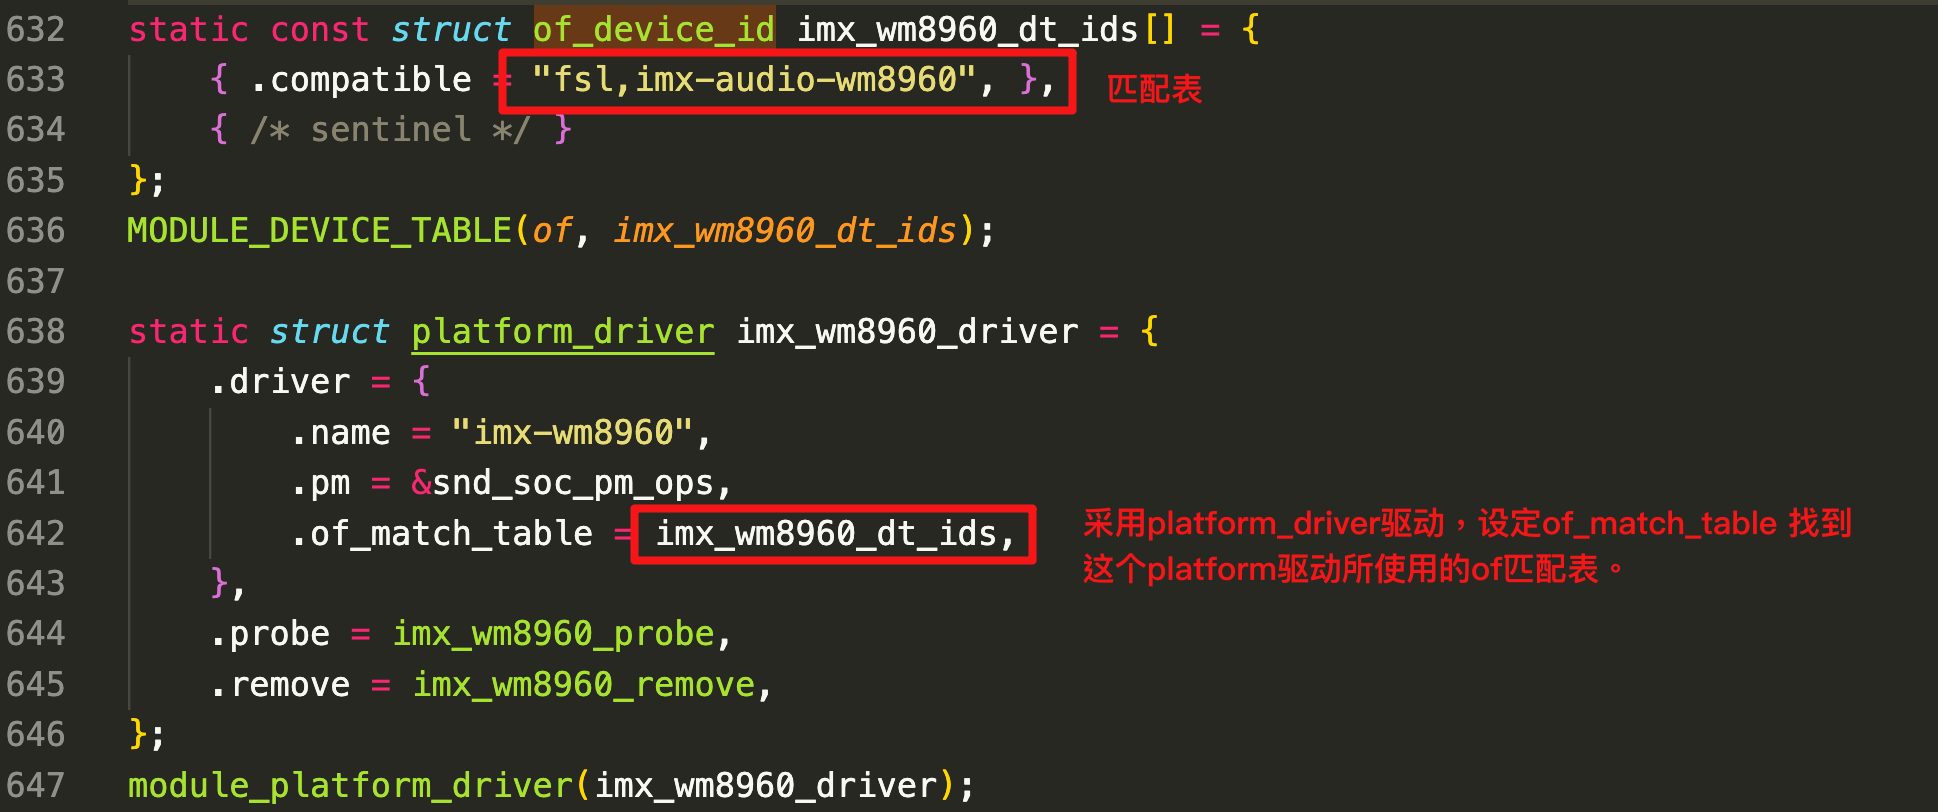 632 static const struct of_device_id imx_wm8960_dt_ids[] = {
633 { .compatible = "fsl,imx-audio-wm8960", }, 匹配表
634 { /* sentinel */ }
635 };
636 MODULE_DEVICE_TABLE(of, imx_wm8960_dt_ids);
637
638 static struct platform_driver imx_wm8960_driver = {
639 .driver = {
640 .name = "imx-wm8960",
641 .pm = &snd_soc_pm_ops,
642 .of_match_table = imx_wm8960_dt_ids,
采用platform_driver驱动，设定of_match_table 找到
这个platform驱动所使用的of匹配表。
643 },
644 .probe = imx_wm8960_probe,
645 .remove = imx_wm8960_remove,
646 };
647 module_platform_driver(imx_wm8960_driver);